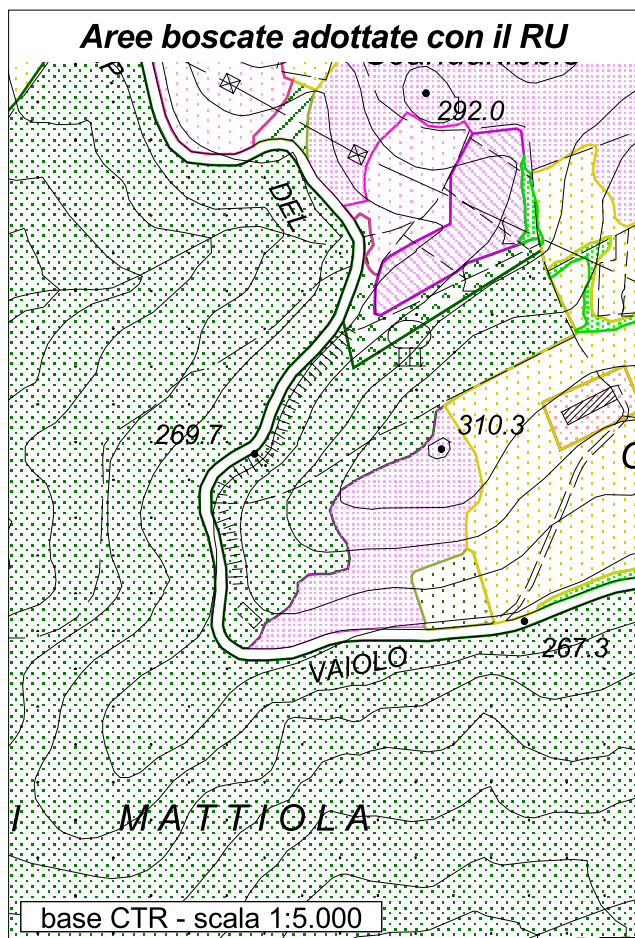 Aree boscate adottate con il RU
292.0
DEL
269.7
310.3
267.3
VAIOLO
I MATTIOLA
base CTR - scala 1:5.000